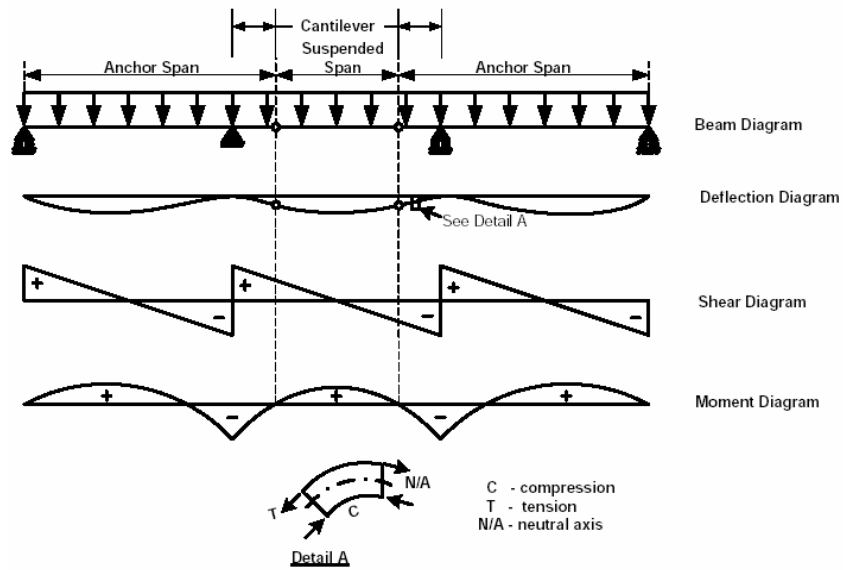 Cantilever
Suspended
Anchor Span
Span
Anchor Span
Beam Diagram
Deflection Diagram
See Detail A
+
+
+
Shear Diagram
−
−
−
+
+
+
Moment Diagram
−
−
N/A
T
C
C - compression
T - tension
N/A - neutral axis
Detail A